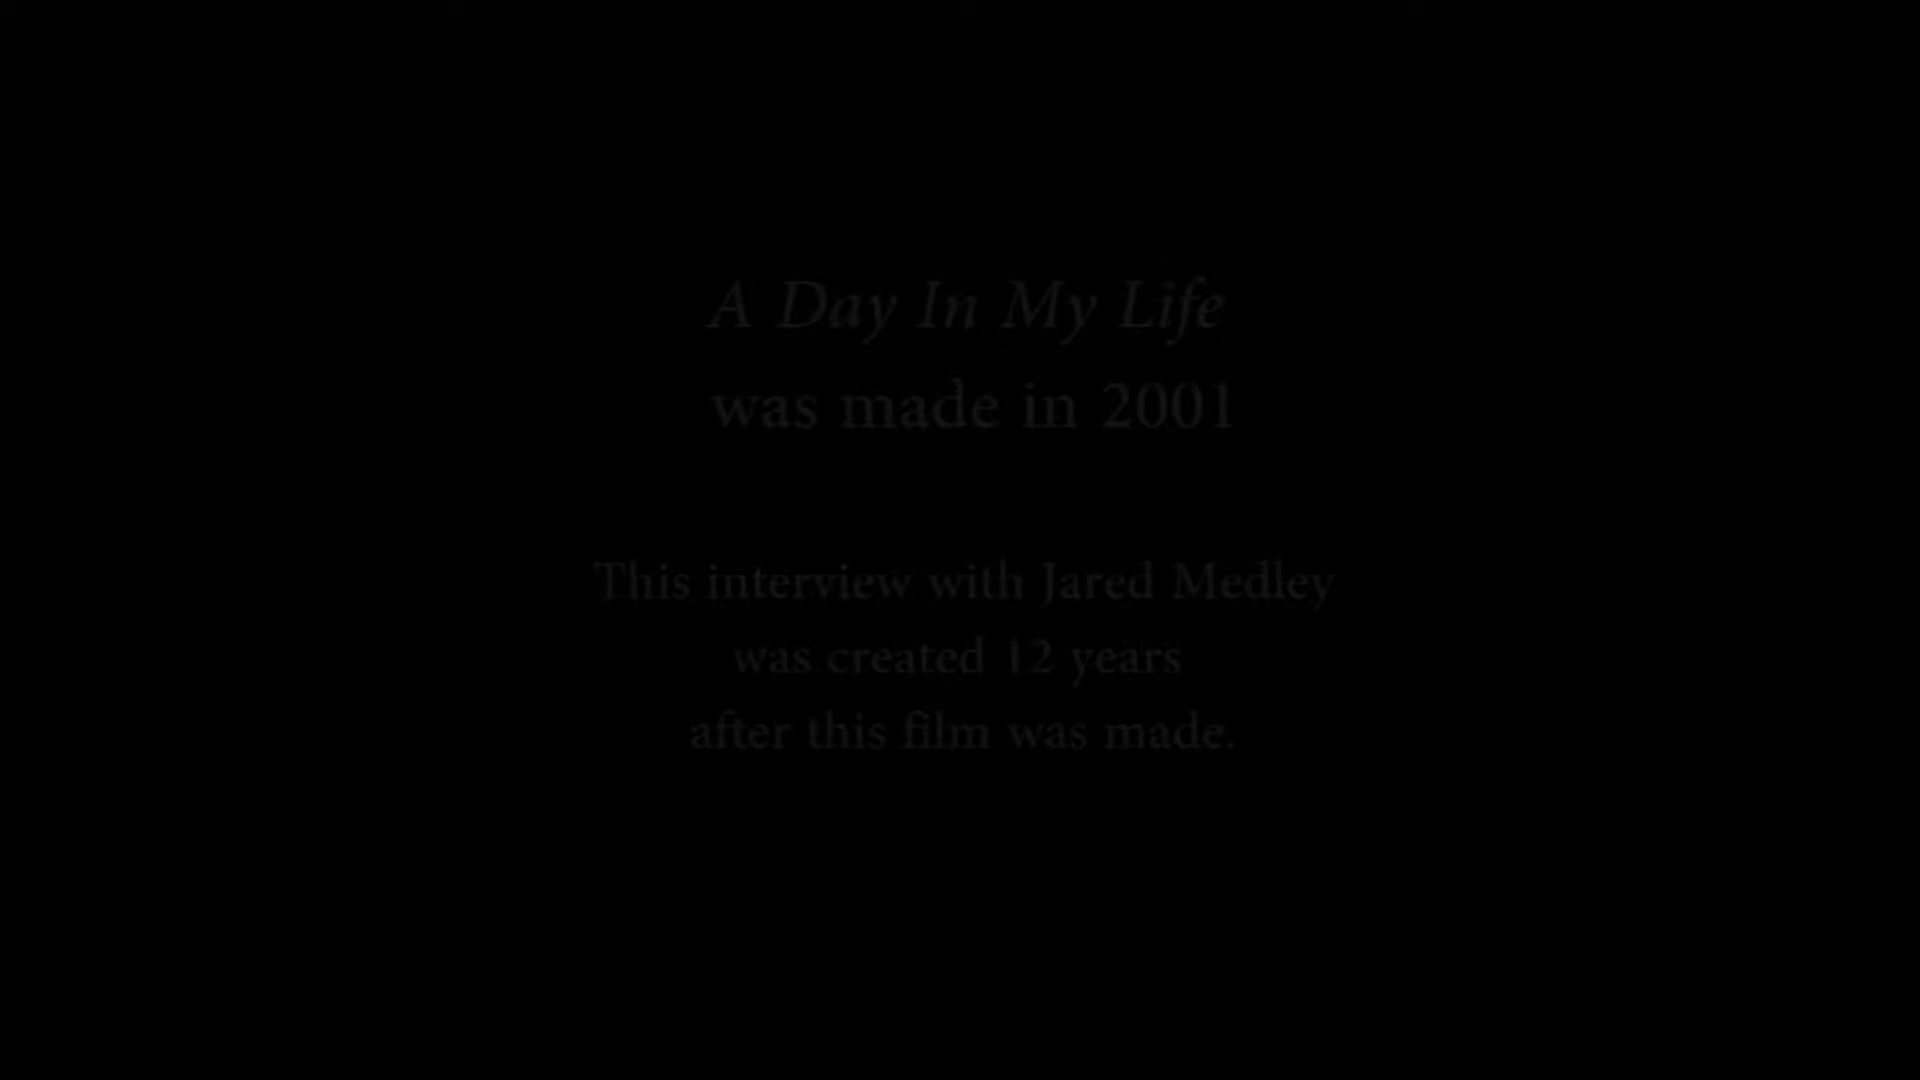 A Day In My Life
was made in 2001
This interview with Jared Medley
was created 12 years
after this film was made.